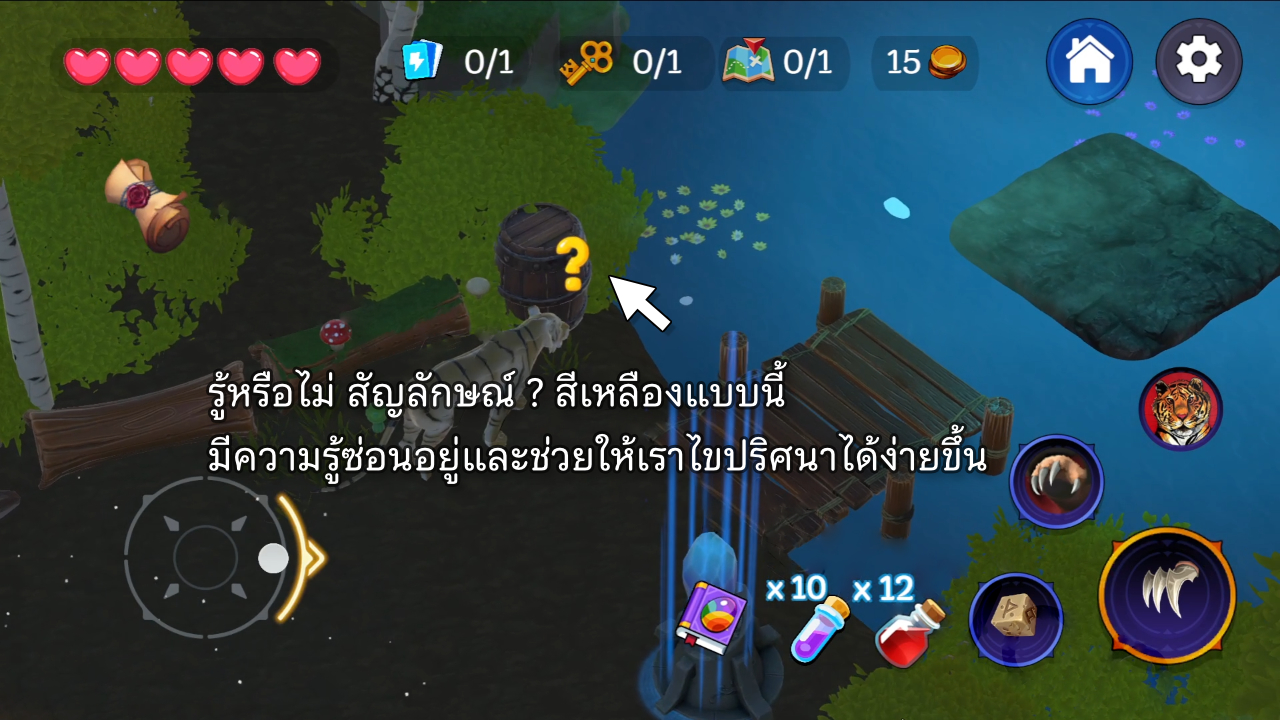 0/1 0/1 0/1 15
?
รู้หรือไม่ สัญลักษณ์ ? สีเหลืองแบบนี้
มีความรู้ซ่อนอยู่และช่วยให้เราไขปริศนาได้ง่ายขึ้น
x 10 x 12